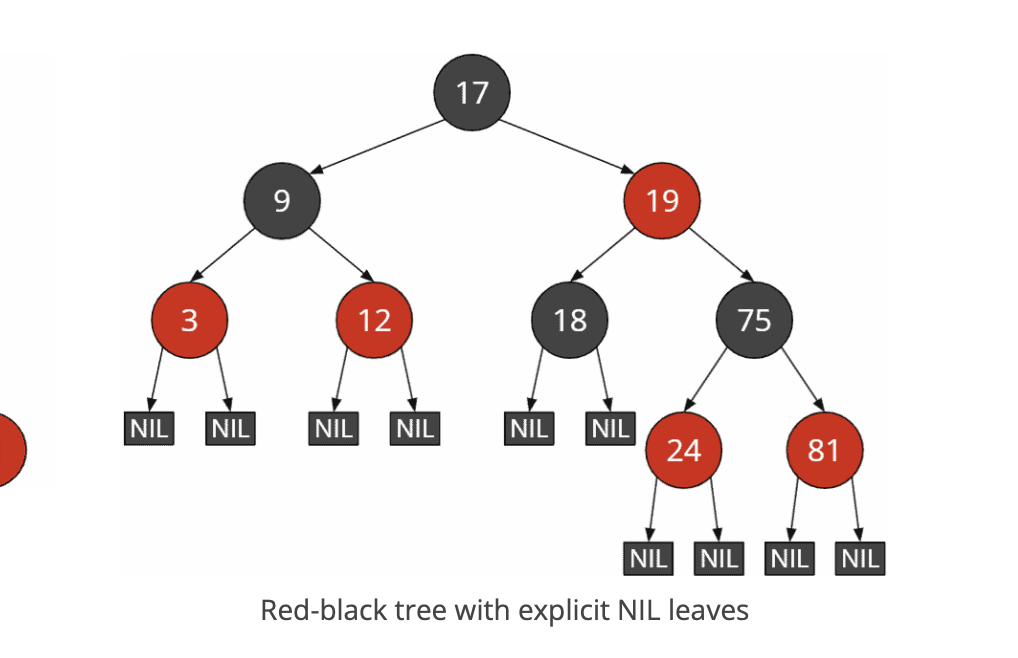 17
9
19
3
12
18
75
NIL
NIL
NIL
NIL
NIL
NIL
24
81
NIL
NIL
NIL
NIL
Red-black tree with explicit NIL leaves